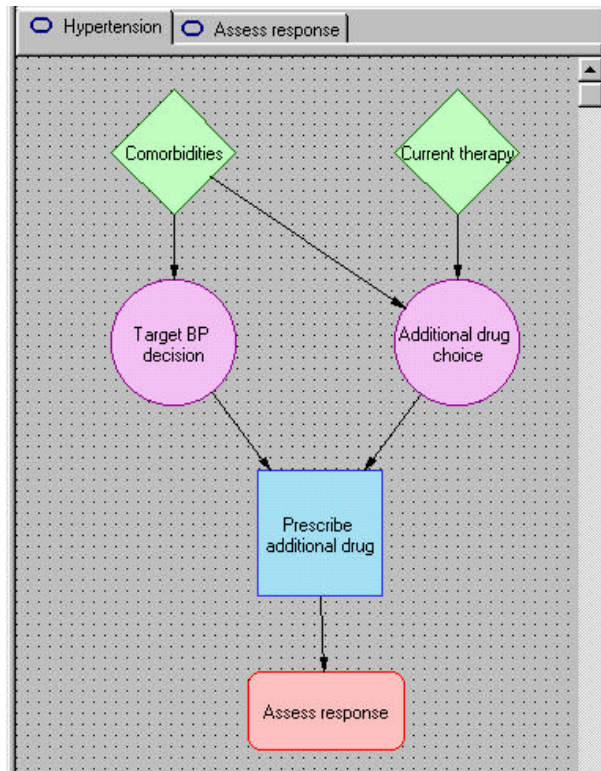 Hypertension
Assess response
Comorbidities
Current therapy
Target BP
decision
Additional drug
choice
Prescribe
additional drug
Assess response